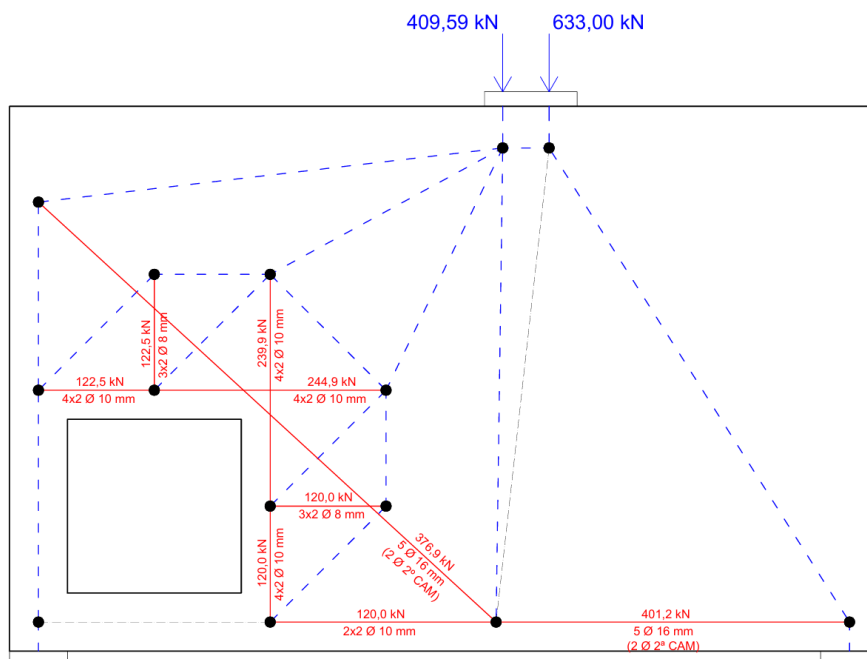 409,59 kN
633,00 kN
122,5 kN
3x2 Ø 8 mm
239,9 kN
4x2 Ø 10 mm
122,5 kN
4x2 Ø 10 mm
244,9 kN
4x2 Ø 10 mm
120,0 kN
3x2 Ø 8 mm
120,0 kN
4x2 Ø 10 mm
376,9 kN
5 Ø 16 mm
(2 Ø 2ª CAM)
120,0 kN
2x2 Ø 10 mm
401,2 kN
5 Ø 16 mm
(2 Ø 2ª CAM)